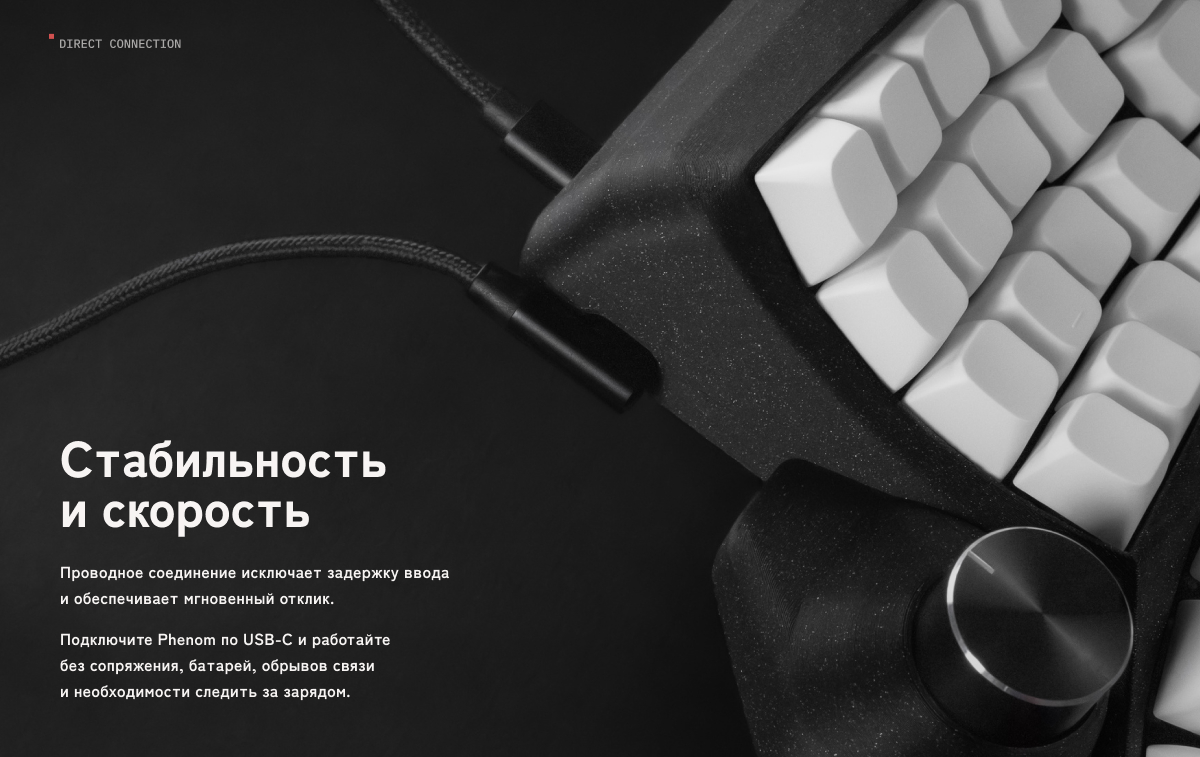 DIRECT CONNECTION
Стабильность
и скорость
Проводное соединение исключает задержку ввода
и обеспечивает мгновенный отклик.
Подключите Phenom по USB-C и работайте
без сопряжения, батарей, обрывов связи
и необходимости следить за зарядом.